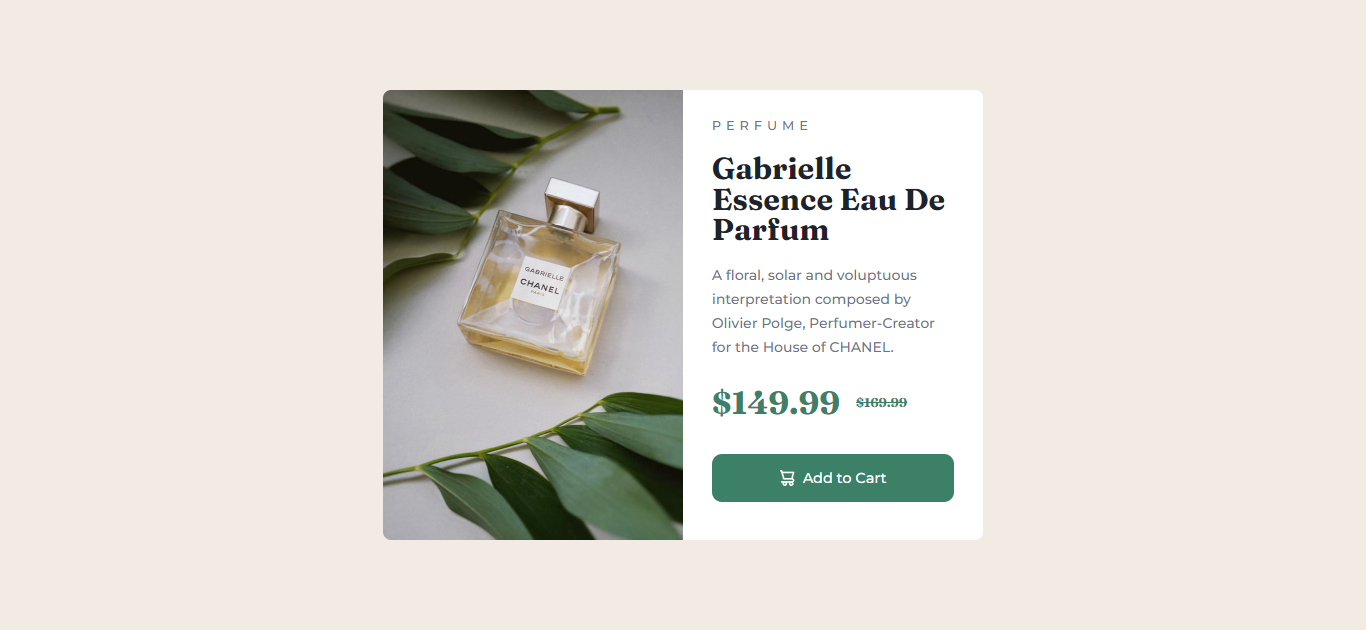 GABRIELLE
CHANEL
PARIS
PERFUME
Gabrielle
Essence Eau De
Parfum
A floral, solar and voluptuous
interpretation composed by
Olivier Polge, Perfumer-Creator
for the House of CHANEL.
$149.99 $169.99
Add to Cart